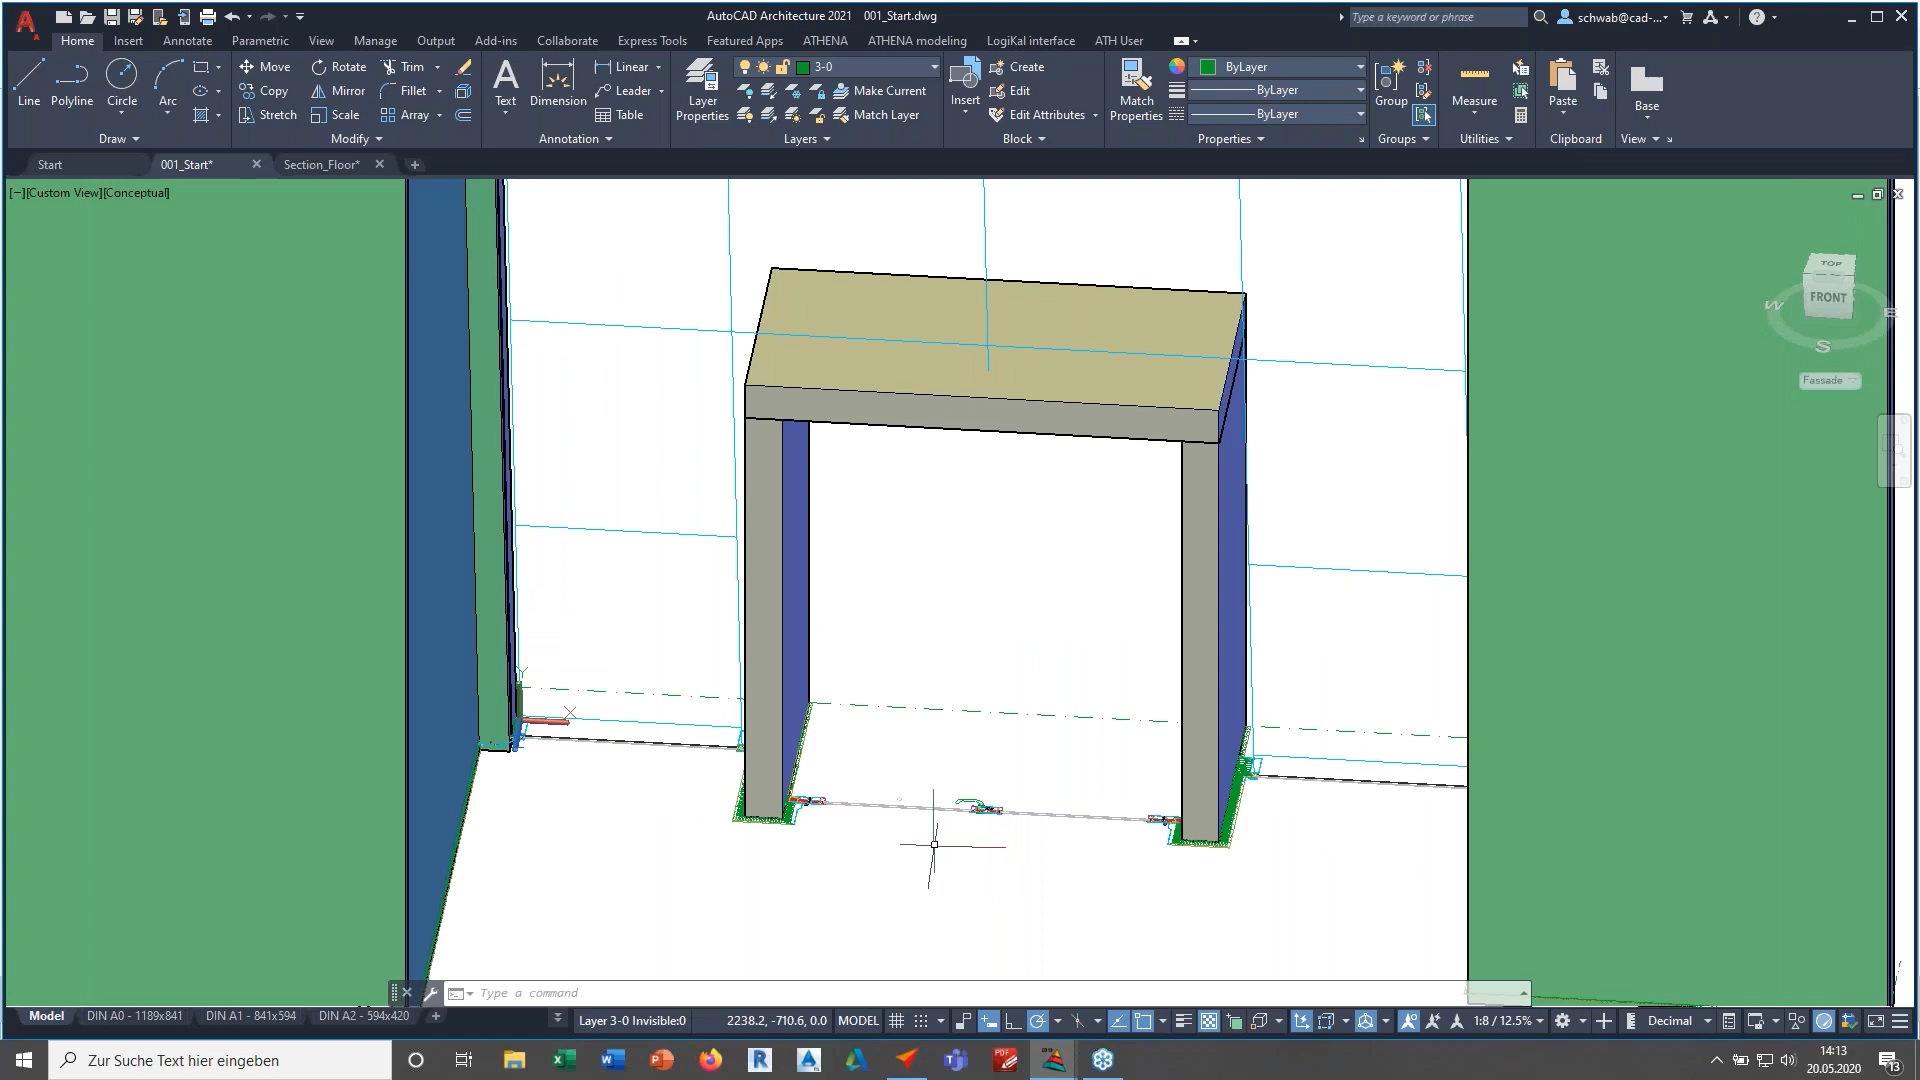 AutoCAD Architecture 2021 001_Start.dwg
Type a keyword or phrase
schwab@cad-...
Home Insert Annotate Parametric View Manage Output Add-ins Collaborate Express Tools Featured Apps ATHENA ATHENA modeling LogiKal interface ATH User
Line Polyline Circle Arc
Draw
Move Rotate Trim
Copy Mirror Fillet
Stretch Scale Array
Modify
Text Dimension
Linear
Leader
Table
Annotation
Layer Properties
3-0
Make Current
Match Layer
Layers
Insert
Create
Edit
Edit Attributes
Block
Match Properties
ByLayer
ByLayer
ByLayer
Properties
Group
Groups
Measure
Utilities
Paste
Clipboard
Base
View
Start 001_Start* Section_Floor*
[−][Custom View][Conceptual]
TOP
FRONT
W
S
E
Fassade
Y
X
Type a command
Model DIN A0 - 1189x841 DIN A1 - 841x594 DIN A2 - 594x420
Layer 3-0 Invisible:0 2238.2, -710.6, 0.0 MODEL 1:8 / 12.5% Decimal
Zur Suche Text hier eingeben
14:13
20.05.2020
13